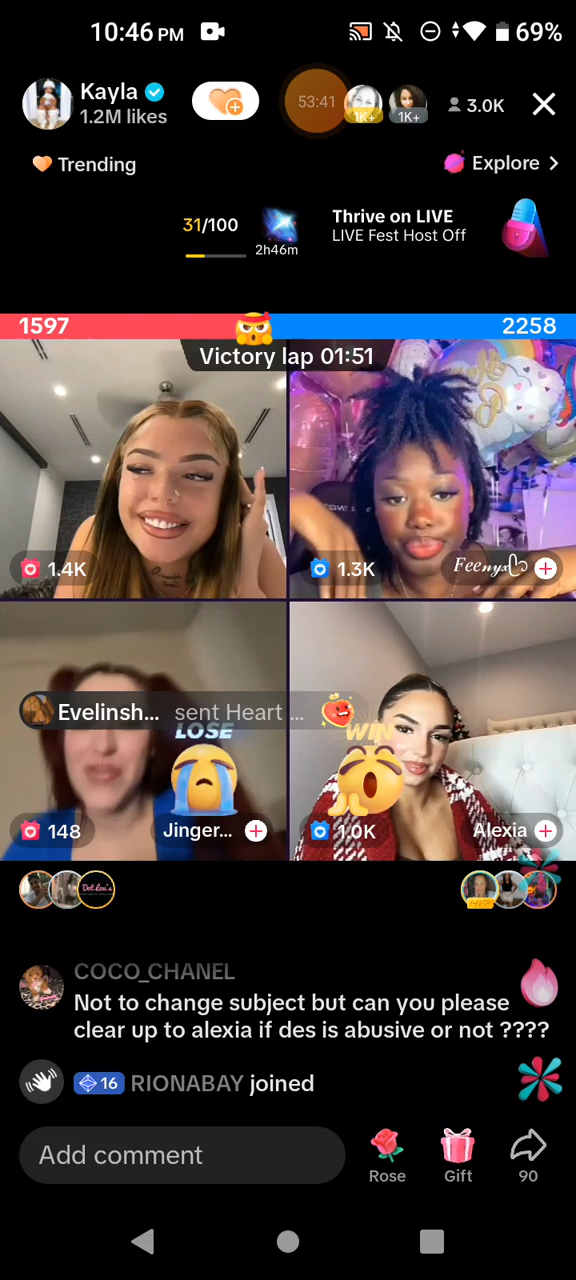 10:46 PM
69%
Kayla
1.2M likes
53:41
1K+
1K+
3.0K
Trending
Explore
31/100
2h46m
Thrive on LIVE
LIVE Fest Host Off
1597
2258
Victory lap 01:51
1.4K
1.3K
Feenyx
Evelinsh... sent Heart ...
LOSE
WIN
148
Jinger...
1.0K
Alexia
Dot Lou's
COCO_CHANEL
Not to change subject but can you please
clear up to alexia if des is abusive or not ????
16 RIONABAY joined
Add comment
Rose
Gift
90